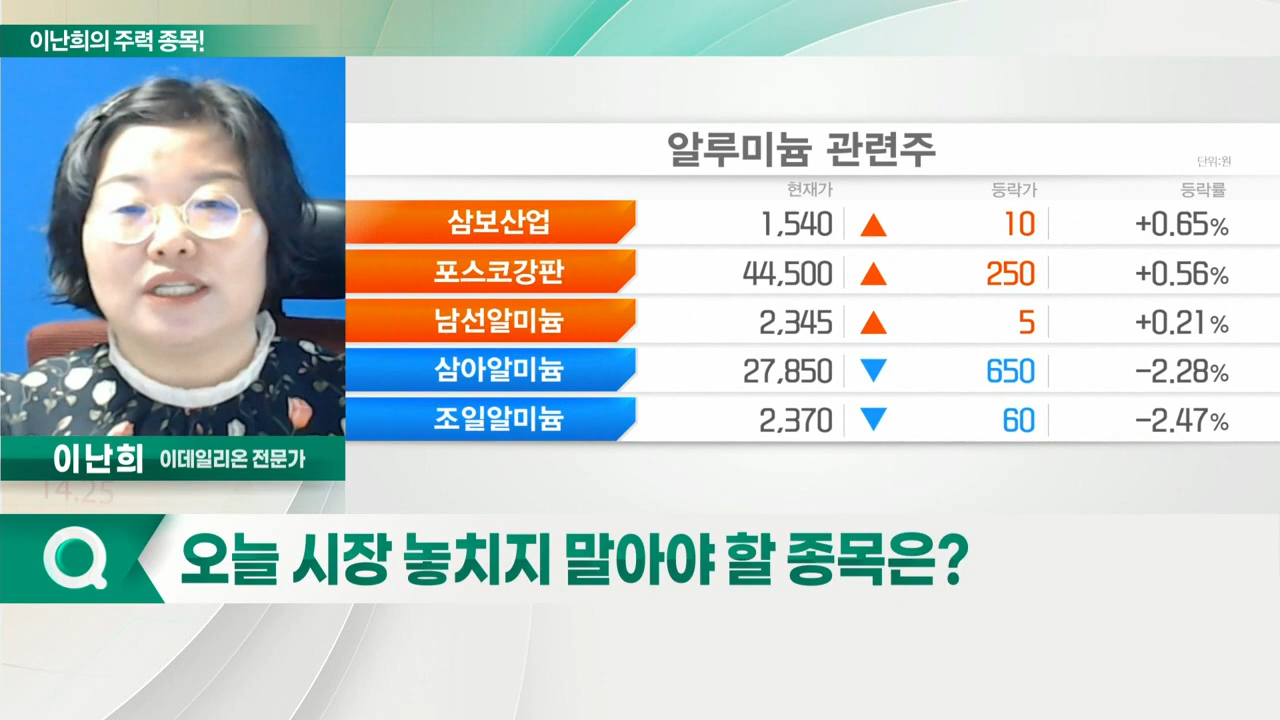 이난희의 주력 종목!
알루미늄 관련주
단위:원
현재가 등락가 등락률
삼보산업 1,540 ▲ 10 +0.65%
포스코강판 44,500 ▲ 250 +0.56%
남선알미늄 2,345 ▲ 5 +0.21%
삼아알미늄 27,850 ▼ 650 -2.28%
조일알미늄 2,370 ▼ 60 -2.47%
이난희 이데일리온 전문가
14.25
오늘 시장 놓치지 말아야 할 종목은?